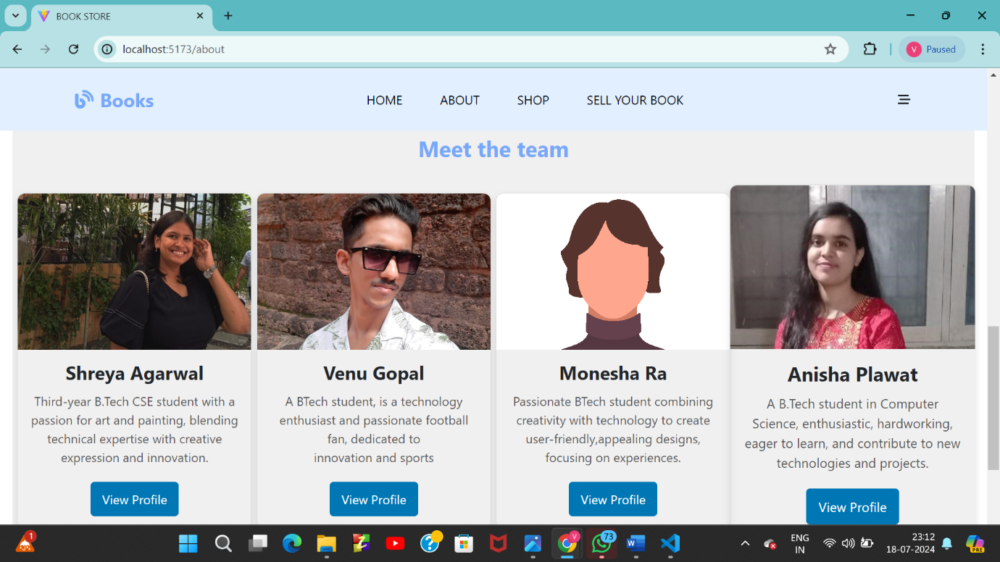 BOOK STORE
localhost:5173/about
V Paused
Books
HOME ABOUT SHOP SELL YOUR BOOK
Meet the team
Shreya Agarwal
Third-year B.Tech CSE student with a
passion for art and painting, blending
technical expertise with creative
expression and innovation.
View Profile
Venu Gopal
A BTech student, is a technology
enthusiast and passionate football
fan, dedicated to
innovation and sports
View Profile
Monesha Ra
Passionate BTech student combining
creativity with technology to create
user-friendly,appealing designs,
focusing on experiences.
View Profile
Anisha Plawat
A B.Tech student in Computer
Science, enthusiastic, hardworking,
eager to learn, and contribute to new
technologies and projects.
View Profile
1
V
73
ENG
IN
23:12
18-07-2024
PRE